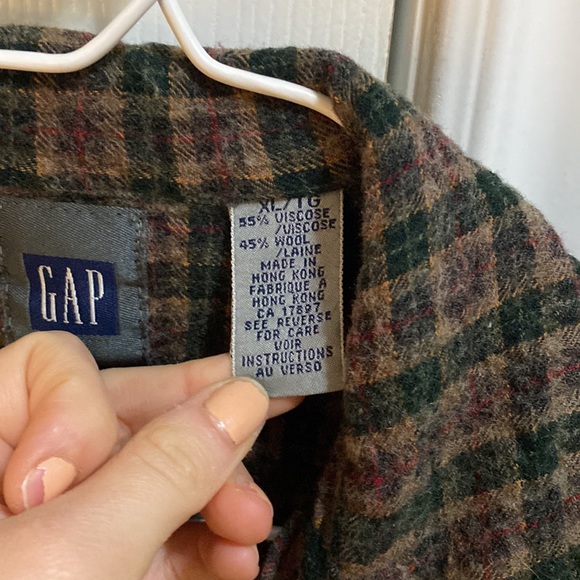 GAP
XL/TG
55% VISCOSE
/VISCOSE
45% WOOL
/LAINE
MADE IN
HONG KONG
FABRIQUE A
HONG KONG
CA 17897
SEE REVERSE
FOR CARE
VOIR
INSTRUCTIONS
AU VERSO